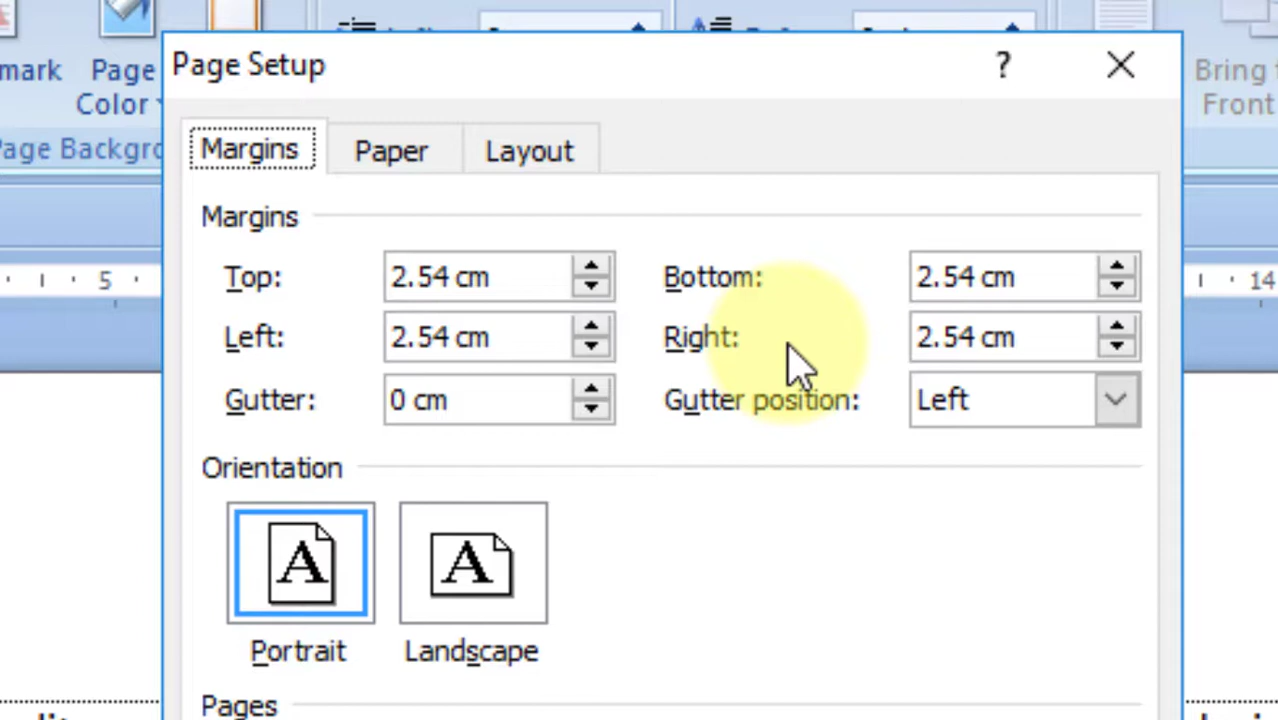 Page Setup ?
mark Page Bring
Color Front
Margins Paper Layout
Page
Margins
Top: 2.54 cm Bottom: 2.54 cm
5 14
Left: 2.54 cm Right: 2.54 cm
Gutter: 0 cm Gutter position: Left
Orientation
A A
Portrait Landscape
Pages